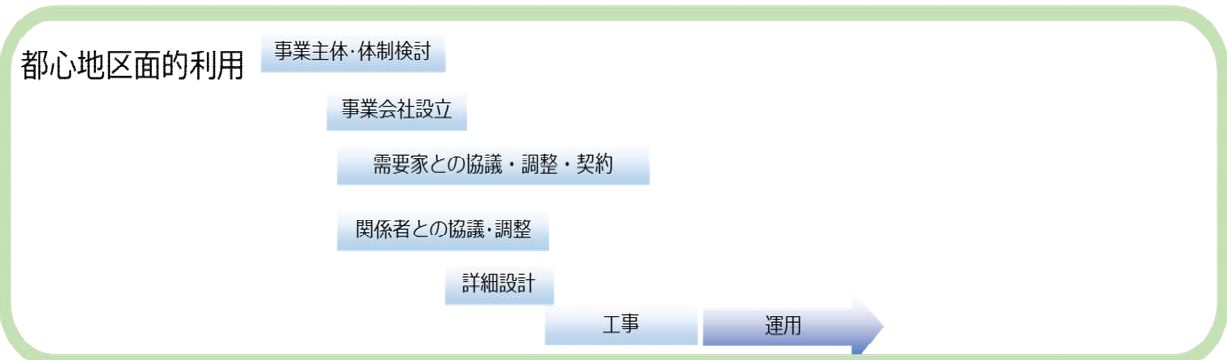 都心地区面的利用
事業主体･体制検討
事業会社設立
需要家との協議・調整・契約
関係者との協議･調整
詳細設計
工事
運用